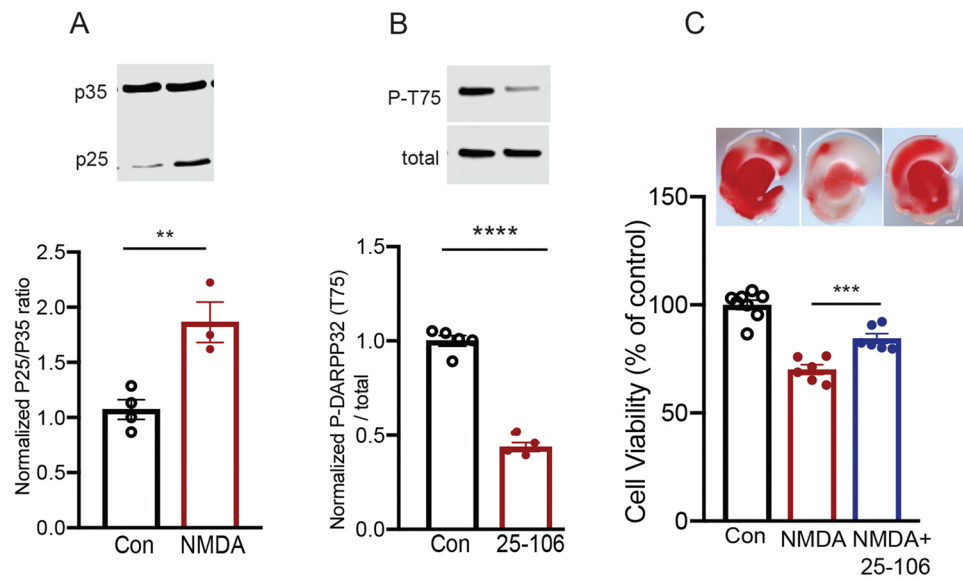 A
p35
p25
**
Normalized P25/P35 ratio
2.5
2.0
1.5
1.0
0.5
0.0
Con
NMDA
B
P-T75
total
****
Normalized P-DARPP32 (T75)
/ total
1.5
1.0
0.5
0.0
Con
25-106
C
***
Cell Viability (% of control)
150
100
50
0
Con
NMDA
NMDA+
25-106